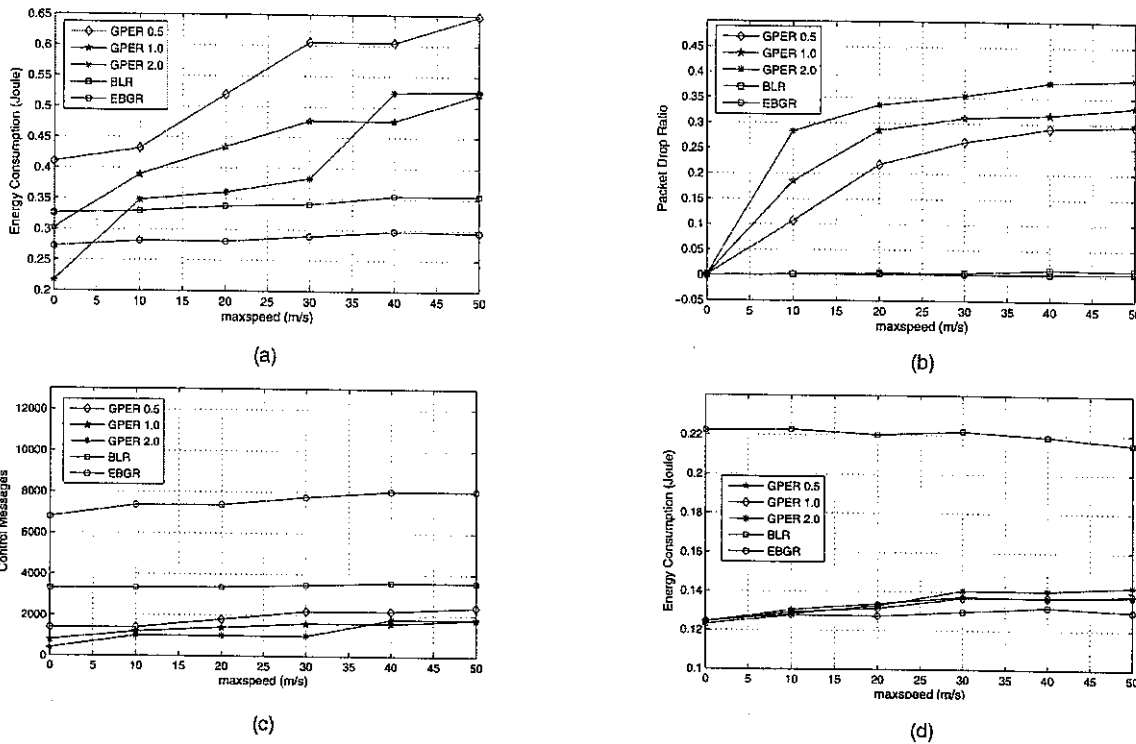 0.65
0.6
0.55
0.5
0.45
0.4
0.35
0.3
0.25
0.2
Energy Consumption (Joule)
GPER 0.5
GPER 1.0
GPER 2.0
BLR
EBGR
0 5 10 15 20 25 30 35 40 45 50
maxspeed (m/s)
(a)
0.45
0.4
0.35
0.3
0.25
0.2
0.15
0.1
0.05
0
−0.05
Packet Drop Ratio
GPER 0.5
GPER 1.0
GPER 2.0
BLR
EBGR
0 5 10 15 20 25 30 35 40 45 50
maxspeed (m/s)
(b)
12000
10000
8000
6000
4000
2000
0
Control Messages
GPER 0.5
GPER 1.0
GPER 2.0
BLR
EBGR
0 5 10 15 20 25 30 35 40 45 50
maxspeed (m/s)
(c)
0.22
0.2
0.18
0.16
0.14
0.12
0.1
Energy Consumption (Joule)
GPER 0.5
GPER 1.0
GPER 2.0
BLR
EBGR
0 5 10 15 20 25 30 35 40 45 50
maxspeed (m/s)
(d)